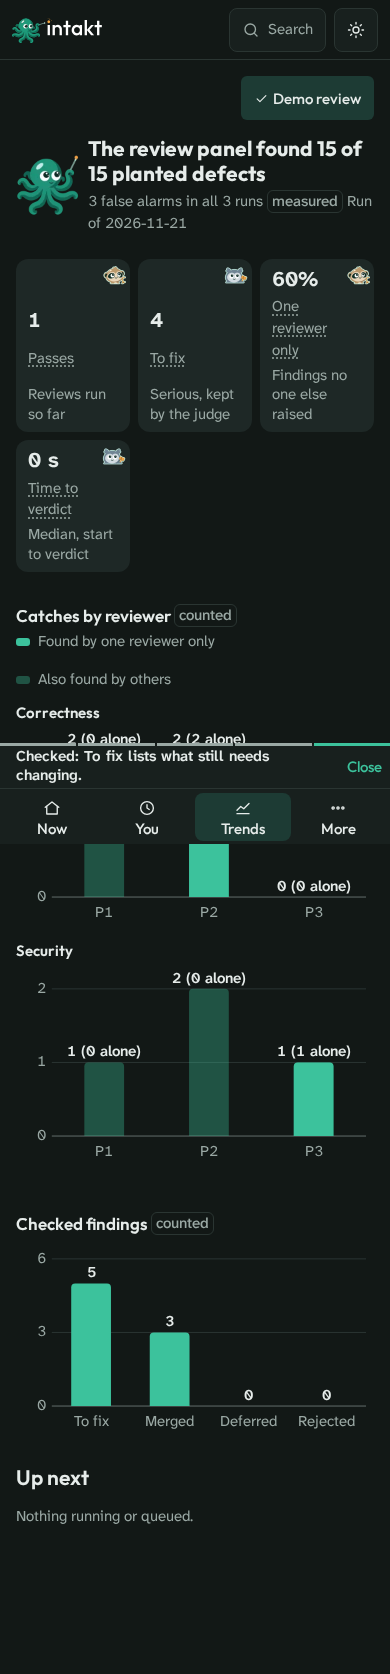 intakt
Search
Demo review
The review panel found 15 of
15 planted defects
3 false alarms in all 3 runs measured Run
of 2026-11-21
1
Passes
Reviews run
so far
4
To fix
Serious, kept
by the judge
60%
One
reviewer
only
Findings no
one else
raised
0 s
Time to
verdict
Median, start
to verdict
Catches by reviewer counted
Found by one reviewer only
Also found by others
Correctness
2 (0 alone) 2 (2 alone)
Checked: To fix lists what still needs
changing.
Close
Now You Trends More
0 (0 alone)
0
P1 P2 P3
Security
2 (0 alone)
2
1 (0 alone) 1 (1 alone)
1
0
P1 P2 P3
Checked findings counted
6
5
3
3
0 0
0
To fix Merged Deferred Rejected
Up next
Nothing running or queued.